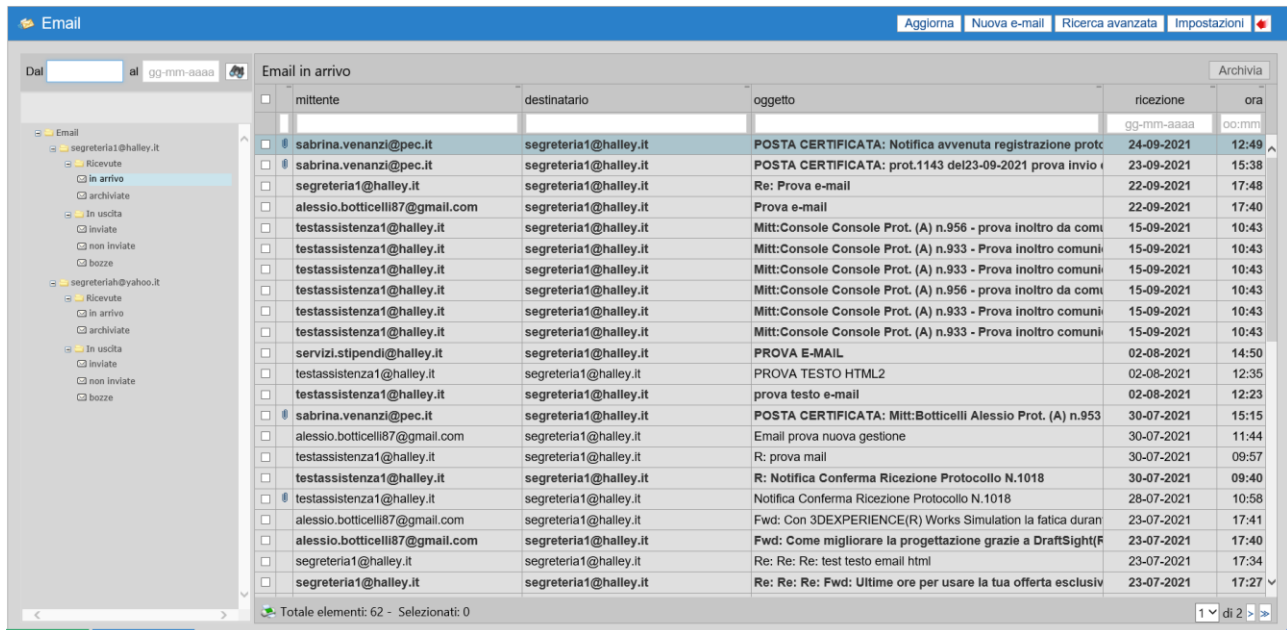 Email
Aggiorna Nuova e-mail Ricerca avanzata Impostazioni
Dal al gg-mm-aaaa
Email in arrivo Archivia
mittente destinatario oggetto ricezione ora
gg-mm-aaaa oo:mm
Email
segreteria1@halley.it
Ricevute
in arrivo
archiviate
In uscita
inviate
non inviate
bozze
segreteriah@yahoo.it
Ricevute
in arrivo
archiviate
In uscita
inviate
non inviate
bozze
sabrina.venanzi@pec.it segreteria1@halley.it POSTA CERTIFICATA: Notifica avvenuta registrazione proto 24-09-2021 12:49
sabrina.venanzi@pec.it segreteria1@halley.it POSTA CERTIFICATA: prot.1143 del23-09-2021 prova invio 23-09-2021 15:38
segreteria1@halley.it segreteria1@halley.it Re: Prova e-mail 22-09-2021 17:48
alessio.botticelli87@gmail.com segreteria1@halley.it Prova e-mail 22-09-2021 17:40
testassistenza1@halley.it segreteria1@halley.it Mitt:Console Console Prot. (A) n.956 - prova inoltro da comu 15-09-2021 10:43
testassistenza1@halley.it segreteria1@halley.it Mitt:Console Console Prot. (A) n.933 - Prova inoltro comuni 15-09-2021 10:43
testassistenza1@halley.it segreteria1@halley.it Mitt:Console Console Prot. (A) n.933 - Prova inoltro comuni 15-09-2021 10:43
testassistenza1@halley.it segreteria1@halley.it Mitt:Console Console Prot. (A) n.956 - prova inoltro da comu 15-09-2021 10:43
testassistenza1@halley.it segreteria1@halley.it Mitt:Console Console Prot. (A) n.933 - Prova inoltro comuni 15-09-2021 10:43
testassistenza1@halley.it segreteria1@halley.it Mitt:Console Console Prot. (A) n.933 - Prova inoltro comuni 15-09-2021 10:43
servizi.stipendi@halley.it segreteria1@halley.it PROVA E-MAIL 02-08-2021 14:50
testassistenza1@halley.it segreteria1@halley.it PROVA TESTO HTML2 02-08-2021 12:35
testassistenza1@halley.it segreteria1@halley.it prova testo e-mail 02-08-2021 12:23
sabrina.venanzi@pec.it segreteria1@halley.it POSTA CERTIFICATA: Mitt:Botticelli Alessio Prot. (A) n.953 30-07-2021 15:15
alessio.botticelli87@gmail.com segreteria1@halley.it Email prova nuova gestione 30-07-2021 11:44
testassistenza1@halley.it segreteria1@halley.it R: prova mail 30-07-2021 09:57
testassistenza1@halley.it segreteria1@halley.it R: Notifica Conferma Ricezione Protocollo N.1018 30-07-2021 09:40
testassistenza1@halley.it segreteria1@halley.it Notifica Conferma Ricezione Protocollo N.1018 28-07-2021 10:58
alessio.botticelli87@gmail.com segreteria1@halley.it Fwd: Con 3DEXPERIENCE(R) Works Simulation la fatica duran 23-07-2021 17:41
alessio.botticelli87@gmail.com segreteria1@halley.it Fwd: Come migliorare la progettazione grazie a DraftSight(R 23-07-2021 17:40
segreteria1@halley.it segreteria1@halley.it Re: Re: Re: test testo email html 23-07-2021 17:34
segreteria1@halley.it segreteria1@halley.it Re: Re: Re: Fwd: Ultime ore per usare la tua offerta esclusiv 23-07-2021 17:27
Totale elementi: 62 - Selezionati: 0 1 di 2 > >>